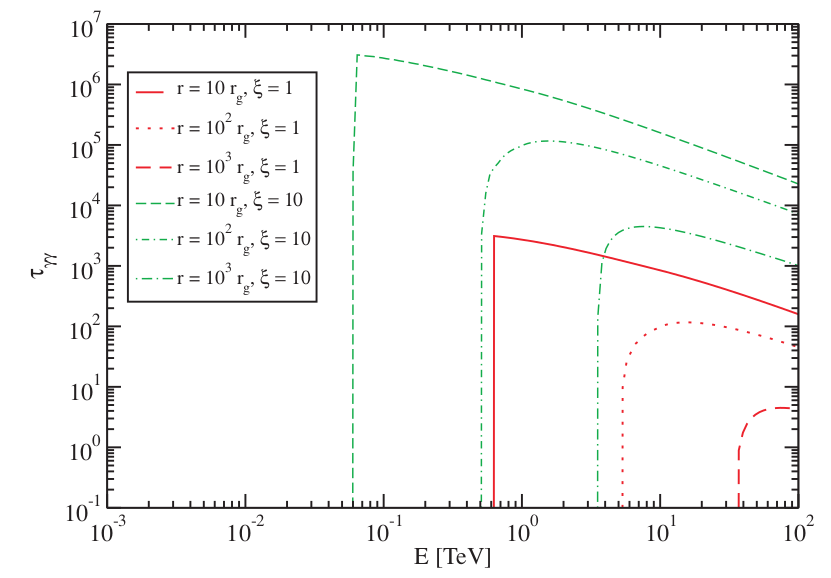 10^7
10^6
10^5
10^4
10^3
10^2
10^1
10^0
10^-1
τγγ
r = 10 r_g, ξ = 1
r = 10^2 r_g, ξ = 1
r = 10^3 r_g, ξ = 1
r = 10 r_g, ξ = 10
r = 10^2 r_g, ξ = 10
r = 10^3 r_g, ξ = 10
10^-3 10^-2 10^-1 10^0 10^1 10^2
E [TeV]